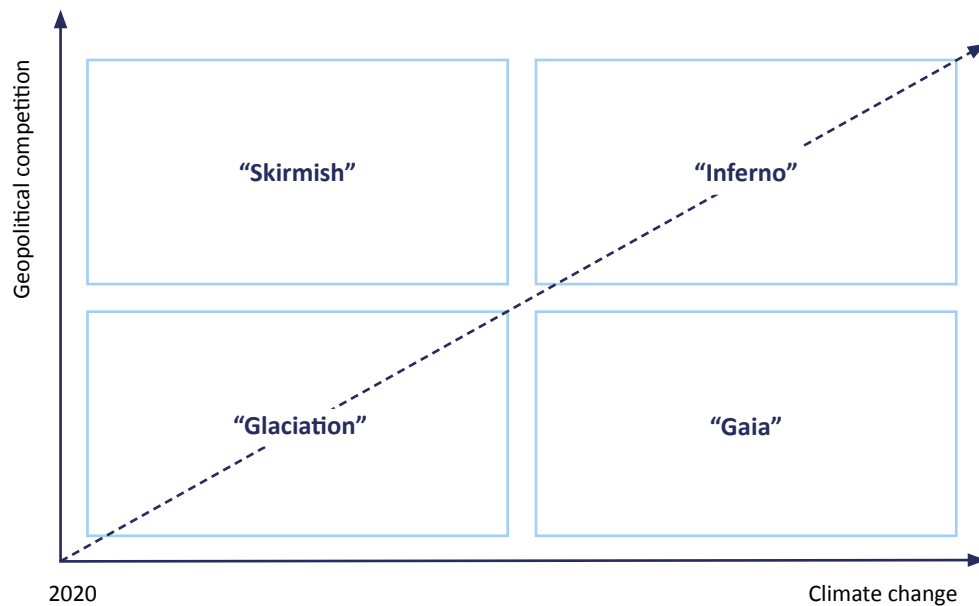 Geopolitical competition
“Skirmish”
“Inferno”
“Glaciation”
“Gaia”
2020
Climate change